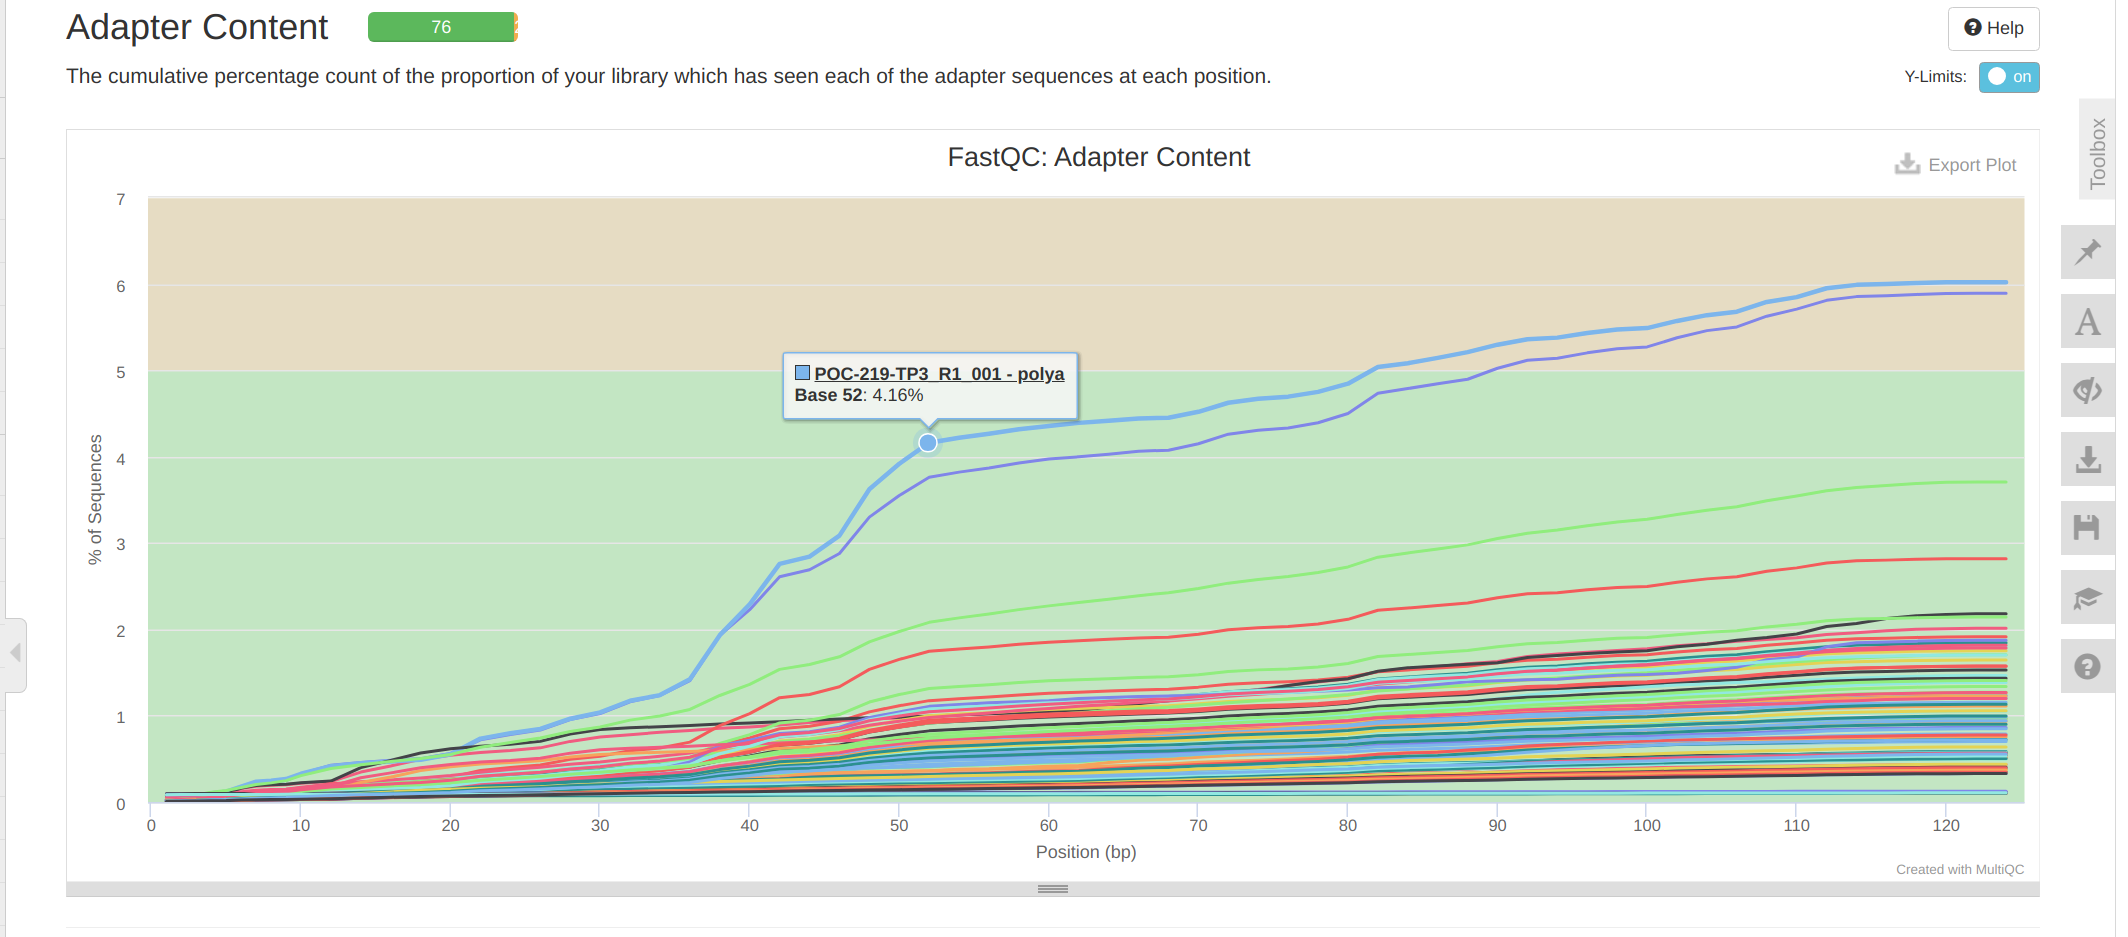 Adapter Content
76
Help
The cumulative percentage count of the proportion of your library which has seen each of the adapter sequences at each position.
Y-Limits: on
Toolbox
FastQC: Adapter Content
Export Plot
7
6
5
4
3
2
1
0
% of Sequences
POC-219-TP3_R1_001 - polya
Base 52: 4.16%
0 10 20 30 40 50 60 70 80 90 100 110 120
Position (bp)
Created with MultiQC